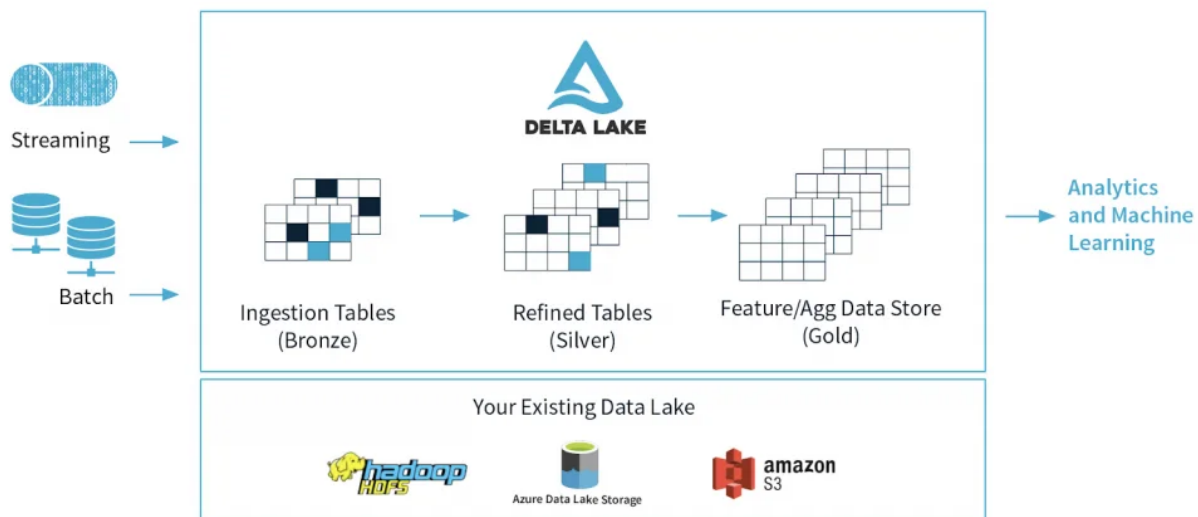 DELTA LAKE
Streaming
Batch
Ingestion Tables
(Bronze)
Refined Tables
(Silver)
Feature/Agg Data Store
(Gold)
Analytics
and Machine
Learning
Your Existing Data Lake
hadoop
HDFS
Azure Data Lake Storage
amazon
S3